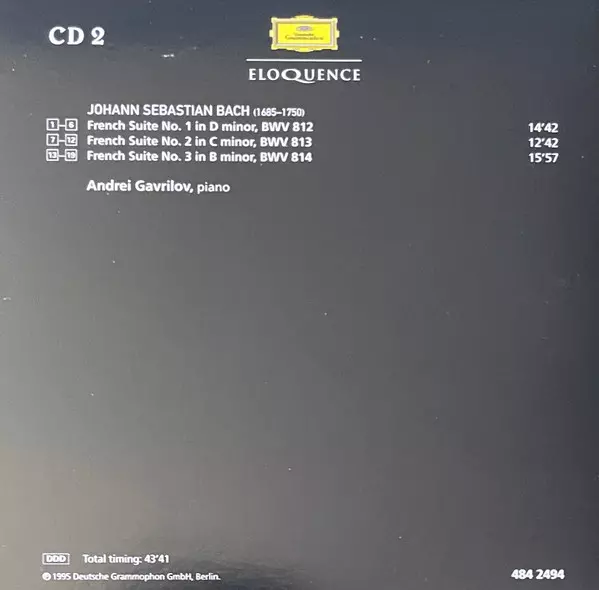 CD 2
Deutsche
Grammophon
ELOQUENCE
JOHANN SEBASTIAN BACH (1685–1750)
1–6 French Suite No. 1 in D minor, BWV 812 14'42
7–12 French Suite No. 2 in C minor, BWV 813 12'42
13–19 French Suite No. 3 in B minor, BWV 814 15'57
Andrei Gavrilov, piano
DDD Total timing: 43'41
℗ 1995 Deutsche Grammophon GmbH, Berlin.
484 2494